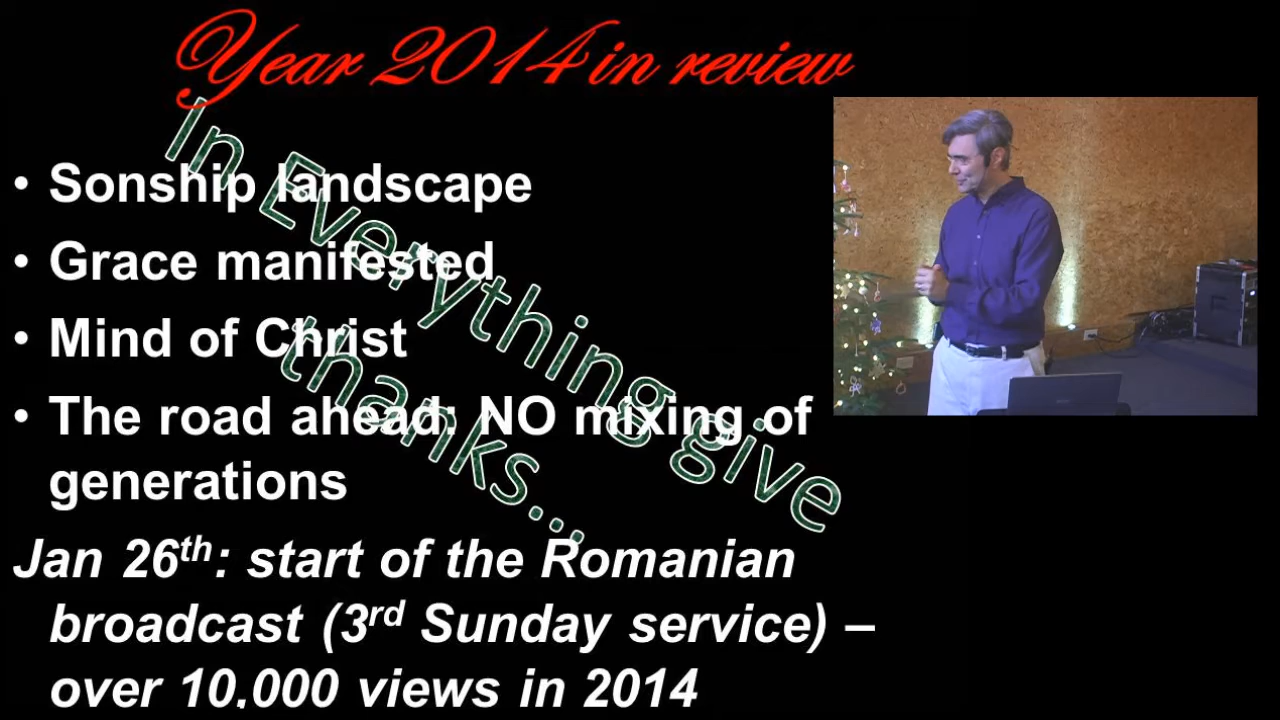 Year 2014 in review
In Everything give
thanks...
• Sonship landscape
• Grace manifested
• Mind of Christ
• The road ahead: NO mixing of
generations
Jan 26th: start of the Romanian
broadcast (3rd Sunday service) –
over 10,000 views in 2014